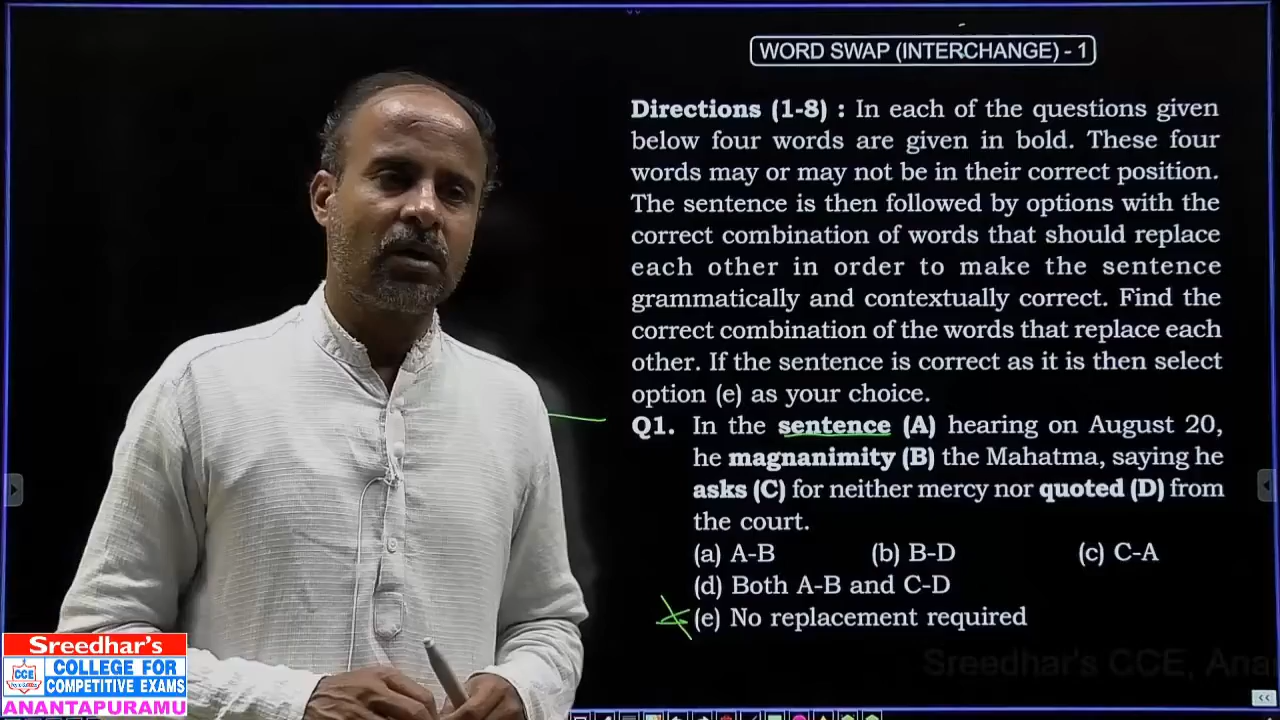 WORD SWAP (INTERCHANGE) - 1
Directions (1-8) : In each of the questions given
below four words are given in bold. These four
words may or may not be in their correct position.
The sentence is then followed by options with the
correct combination of words that should replace
each other in order to make the sentence
grammatically and contextually correct. Find the
correct combination of the words that replace each
other. If the sentence is correct as it is then select
option (e) as your choice.
Q1. In the sentence (A) hearing on August 20,
he magnanimity (B) the Mahatma, saying he
asks (C) for neither mercy nor quoted (D) from
the court.
(a) A-B (b) B-D (c) C-A
(d) Both A-B and C-D
(e) No replacement required
Sreedhar's CCE, Ana
Sreedhar's
CCE
COLLEGE FOR
COMPETITIVE EXAMS
ANANTAPURAMU